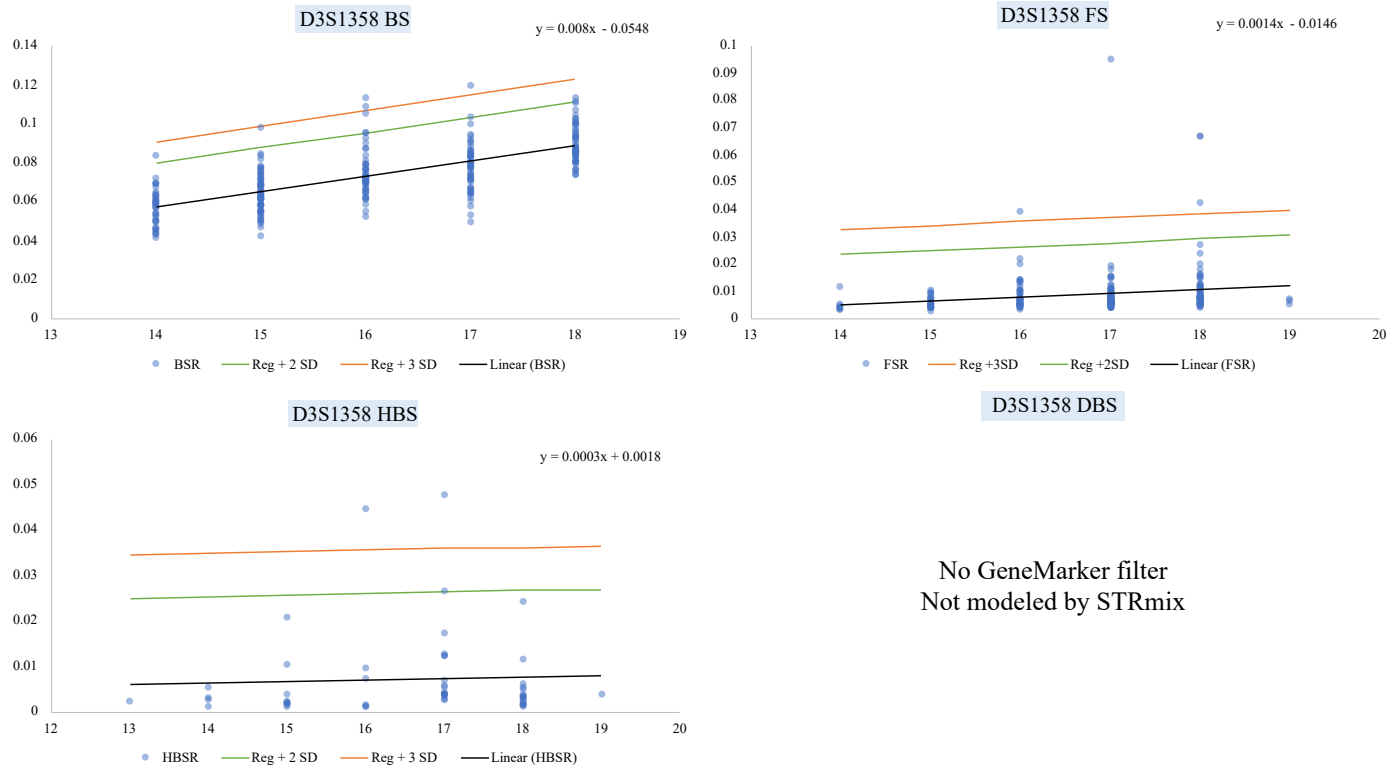 D3S1358 BS
y = 0.008x - 0.0548
0.14
0.12
0.1
0.08
0.06
0.04
0.02
0
13 14 15 16 17 18 19
BSR Reg + 2 SD Reg + 3 SD Linear (BSR)
D3S1358 FS
y = 0.0014x - 0.0146
0.1
0.09
0.08
0.07
0.06
0.05
0.04
0.03
0.02
0.01
0
13 14 15 16 17 18 19 20
FSR Reg +3SD Reg +2SD Linear (FSR)
D3S1358 HBS
y = 0.0003x + 0.0018
0.06
0.05
0.04
0.03
0.02
0.01
0
12 13 14 15 16 17 18 19 20
HBSR Reg + 2 SD Reg + 3 SD Linear (HBSR)
D3S1358 DBS
No GeneMarker filter
Not modeled by STRmix